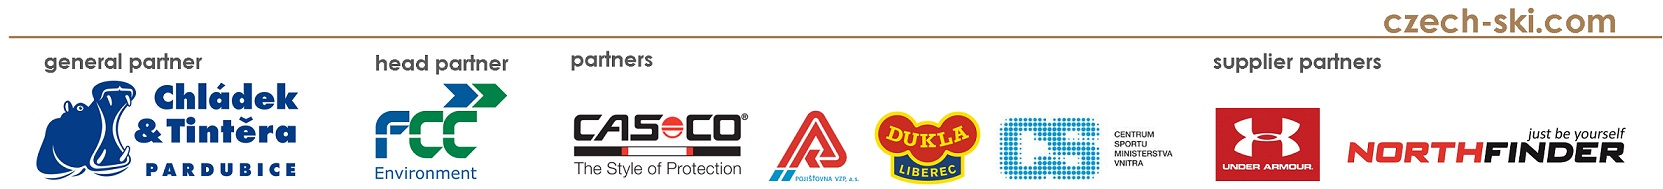 czech-ski.com
general partner
Chládek
& Tintěra
PARDUBICE
head partner
FCC
Environment
partners
CASCO®
The Style of Protection
POJIŠŤOVNA VZP, a.s.
DUKLA
LIBEREC
CS
CENTRUM
SPORTU
MINISTERSTVA
VNITRA
supplier partners
UNDER ARMOUR.
just be yourself
NORTHFINDER